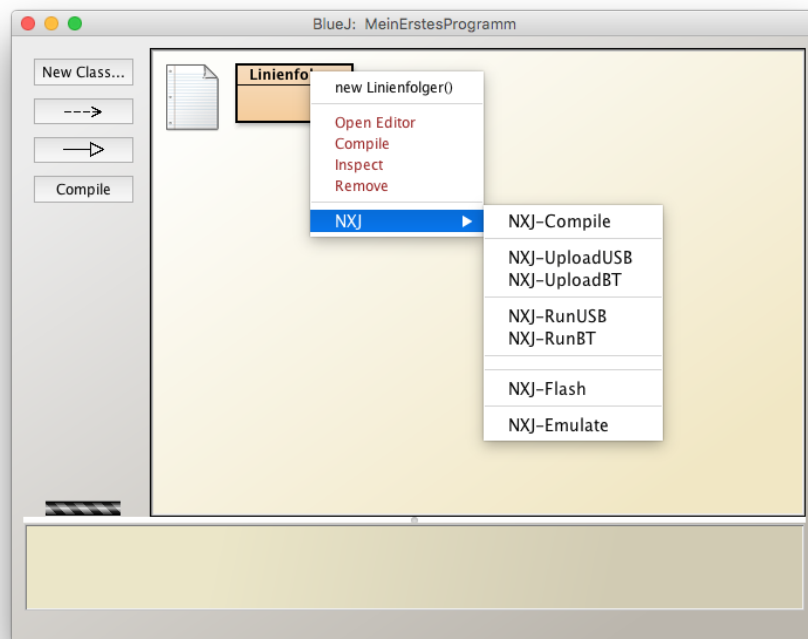 BlueJ: MeinErstesProgramm
New Class...
Compile
Linienfo
new Linienfolger()
Open Editor
Compile
Inspect
Remove
NXJ
NXJ-Compile
NXJ-UploadUSB
NXJ-UploadBT
NXJ-RunUSB
NXJ-RunBT
NXJ-Flash
NXJ-Emulate